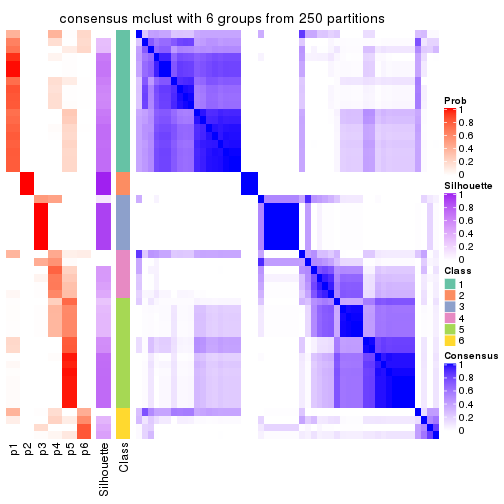 consensus mclust with 6 groups from 250 partitions
Prob
1
0.8
0.6
0.4
0.2
0
Silhouette
1
0.8
0.6
0.4
0.2
0
Class
1
2
3
4
5
6
Consensus
1
0.8
0.6
0.4
0.2
0
p1
p2
p3
p4
p5
p6
Silhouette
Class